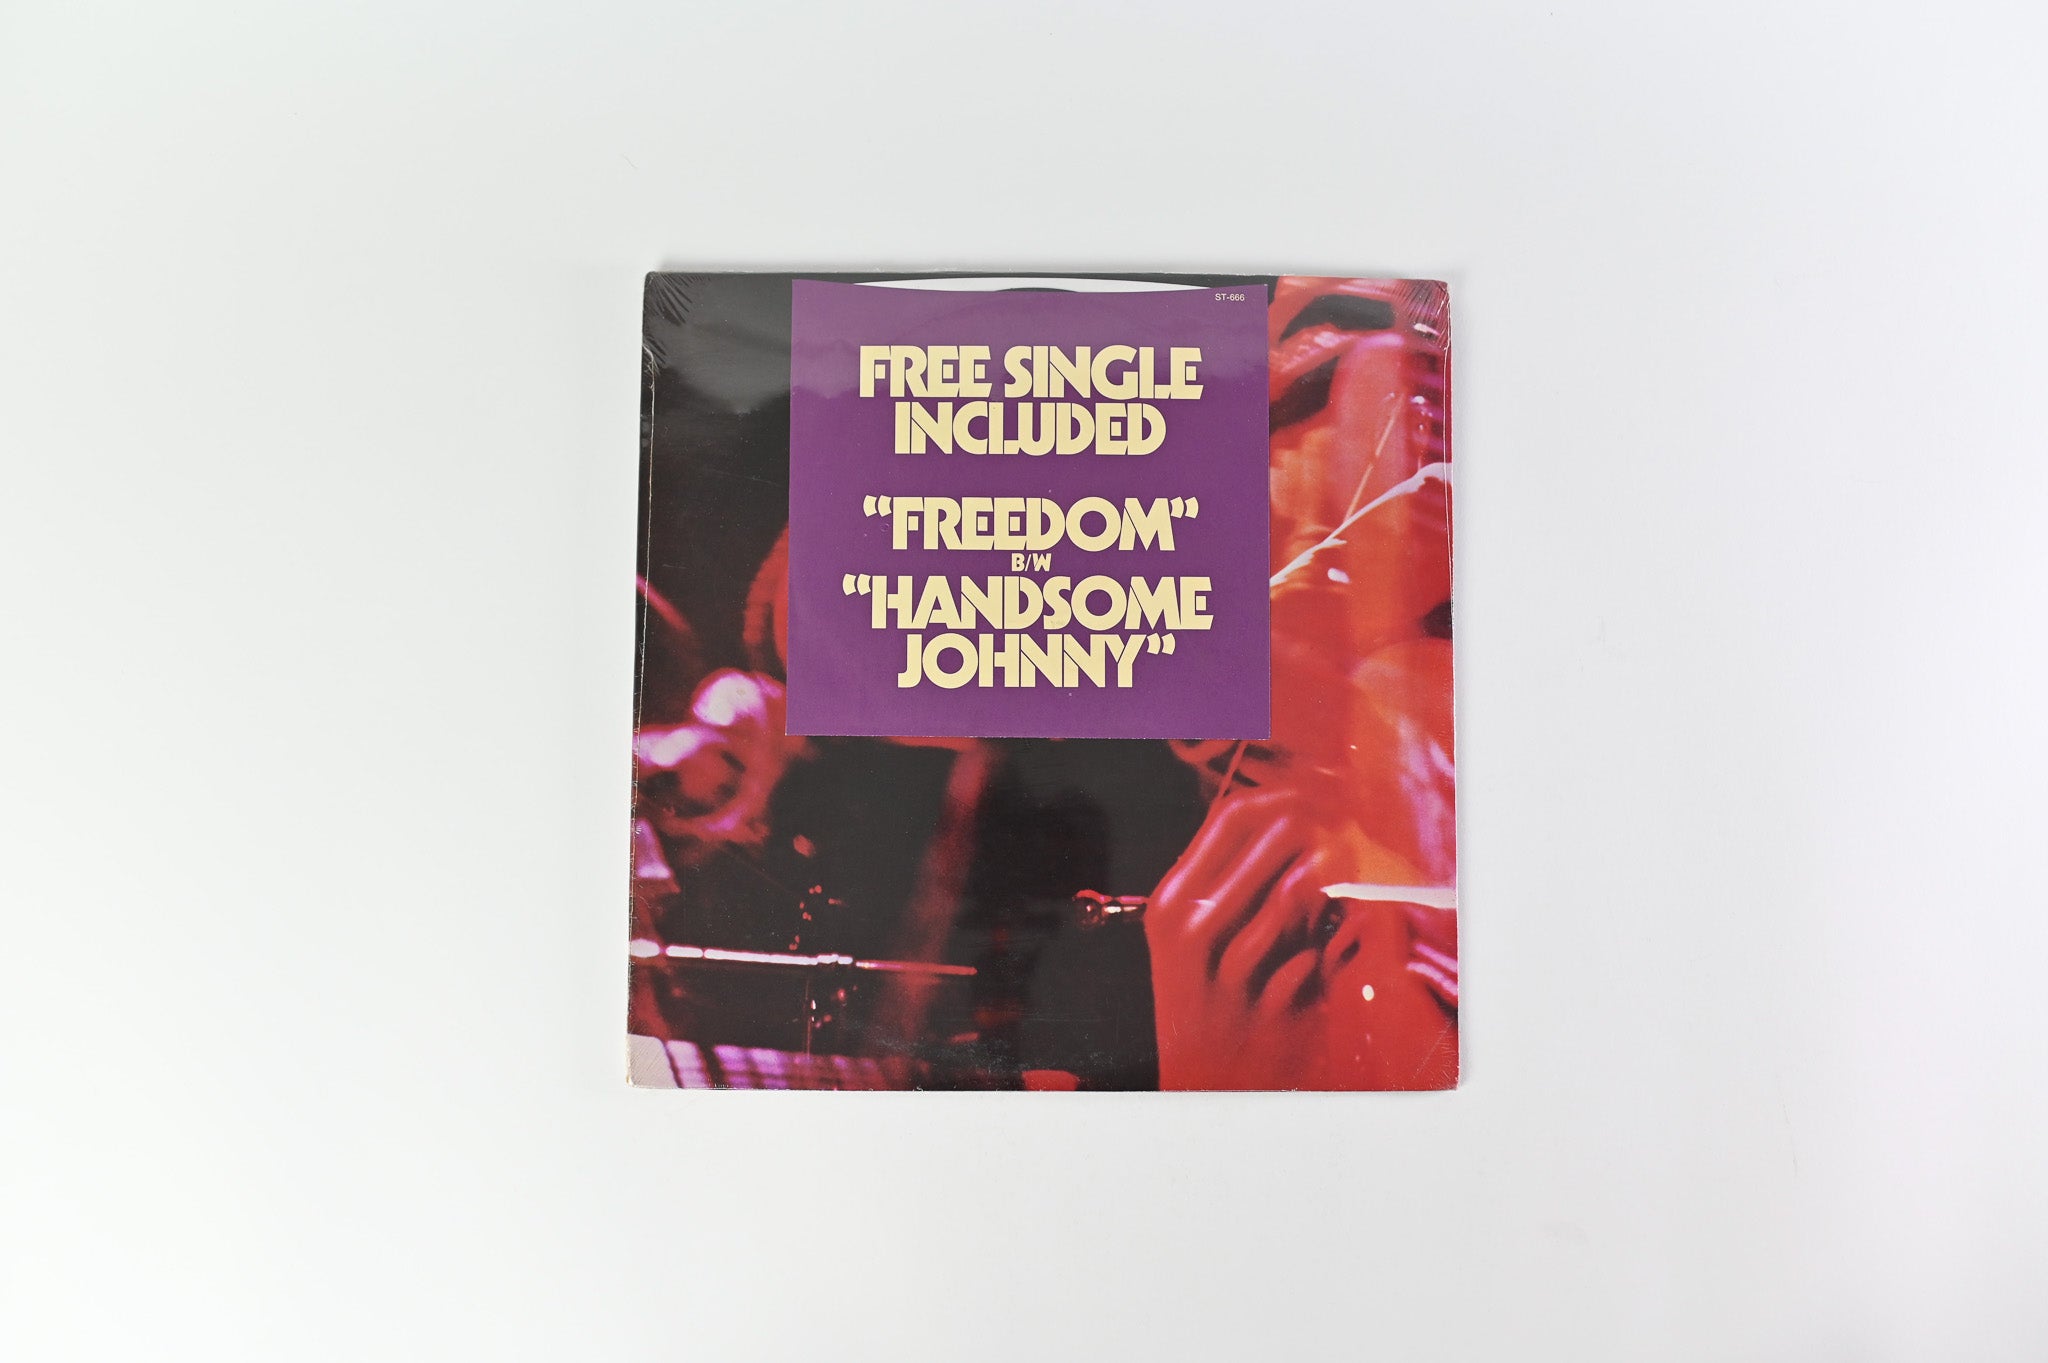 ST-666
FREE SINGLE
INCLUDED
“FREEDOM”
B/W
“HANDSOME
JOHNNY”